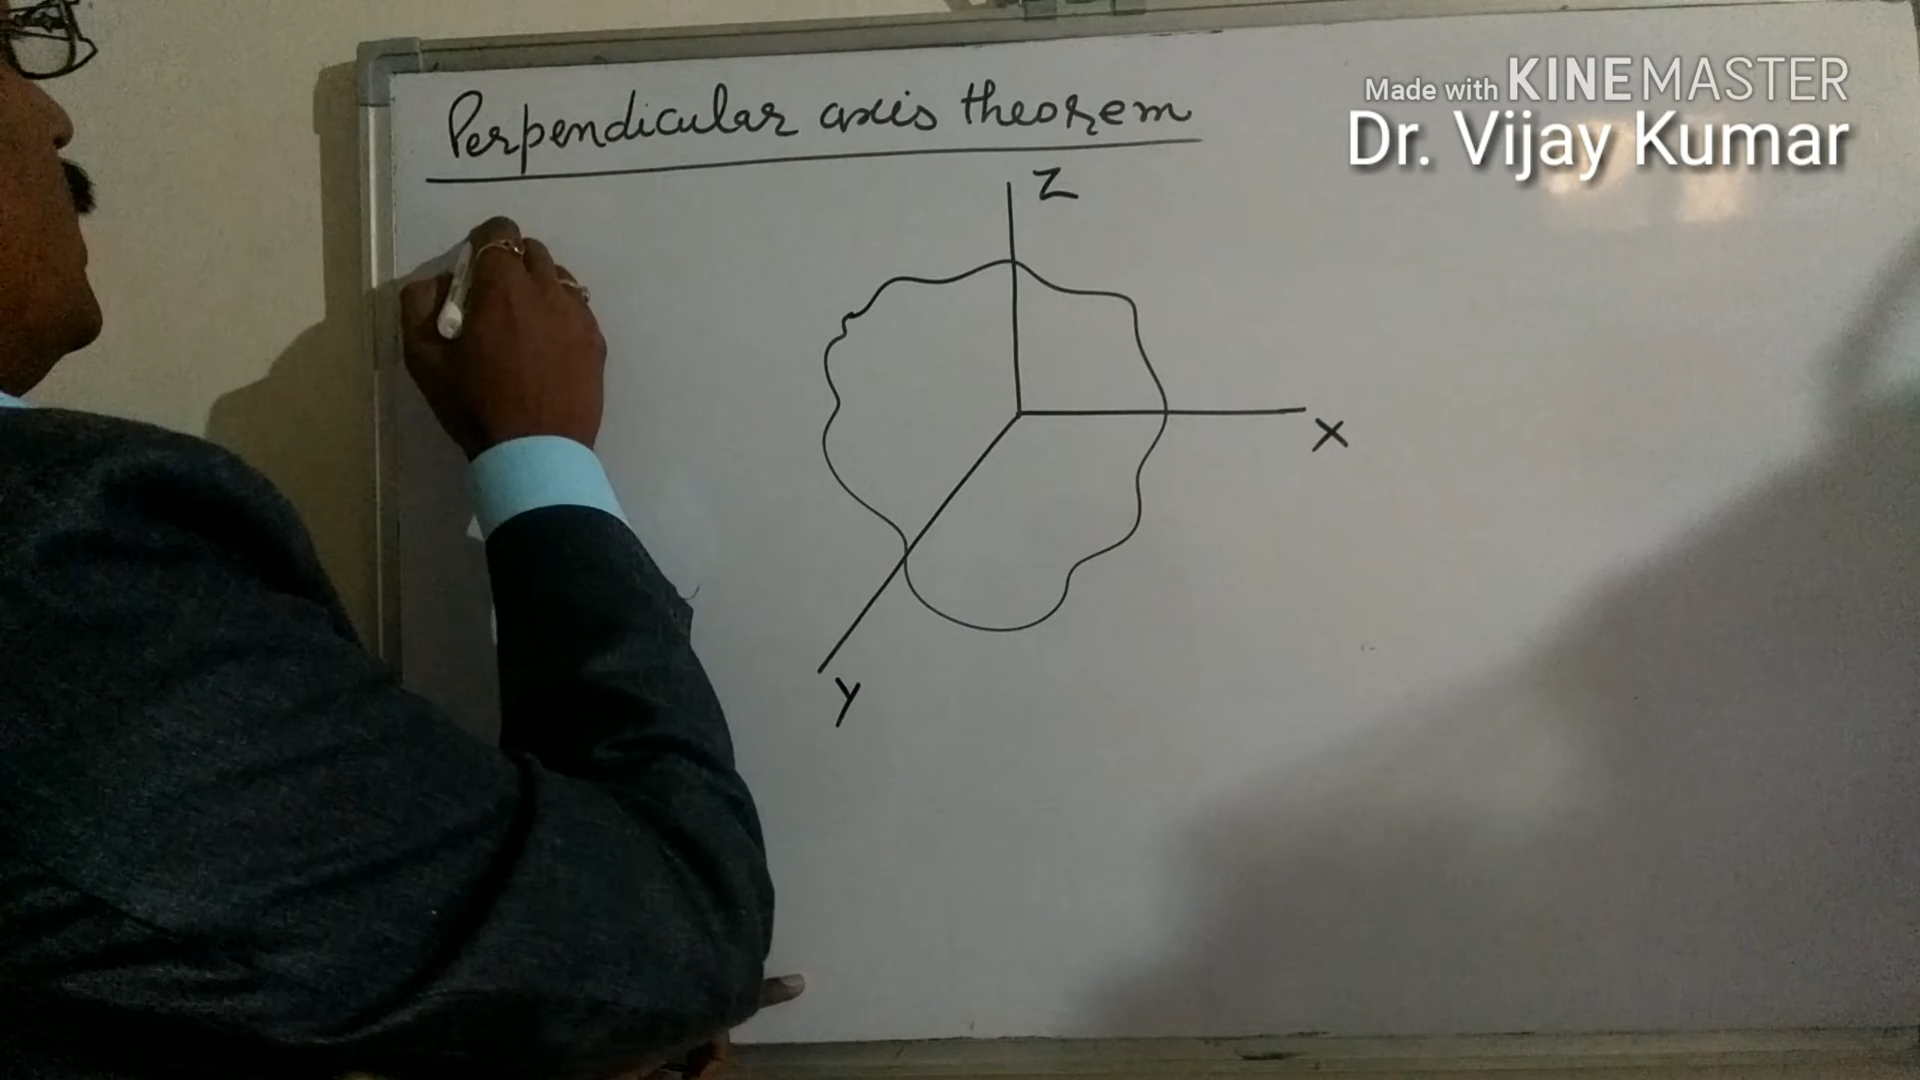 Perpendicular axis theorem
Made with KINEMASTER
Dr. Vijay Kumar
Z
X
Y